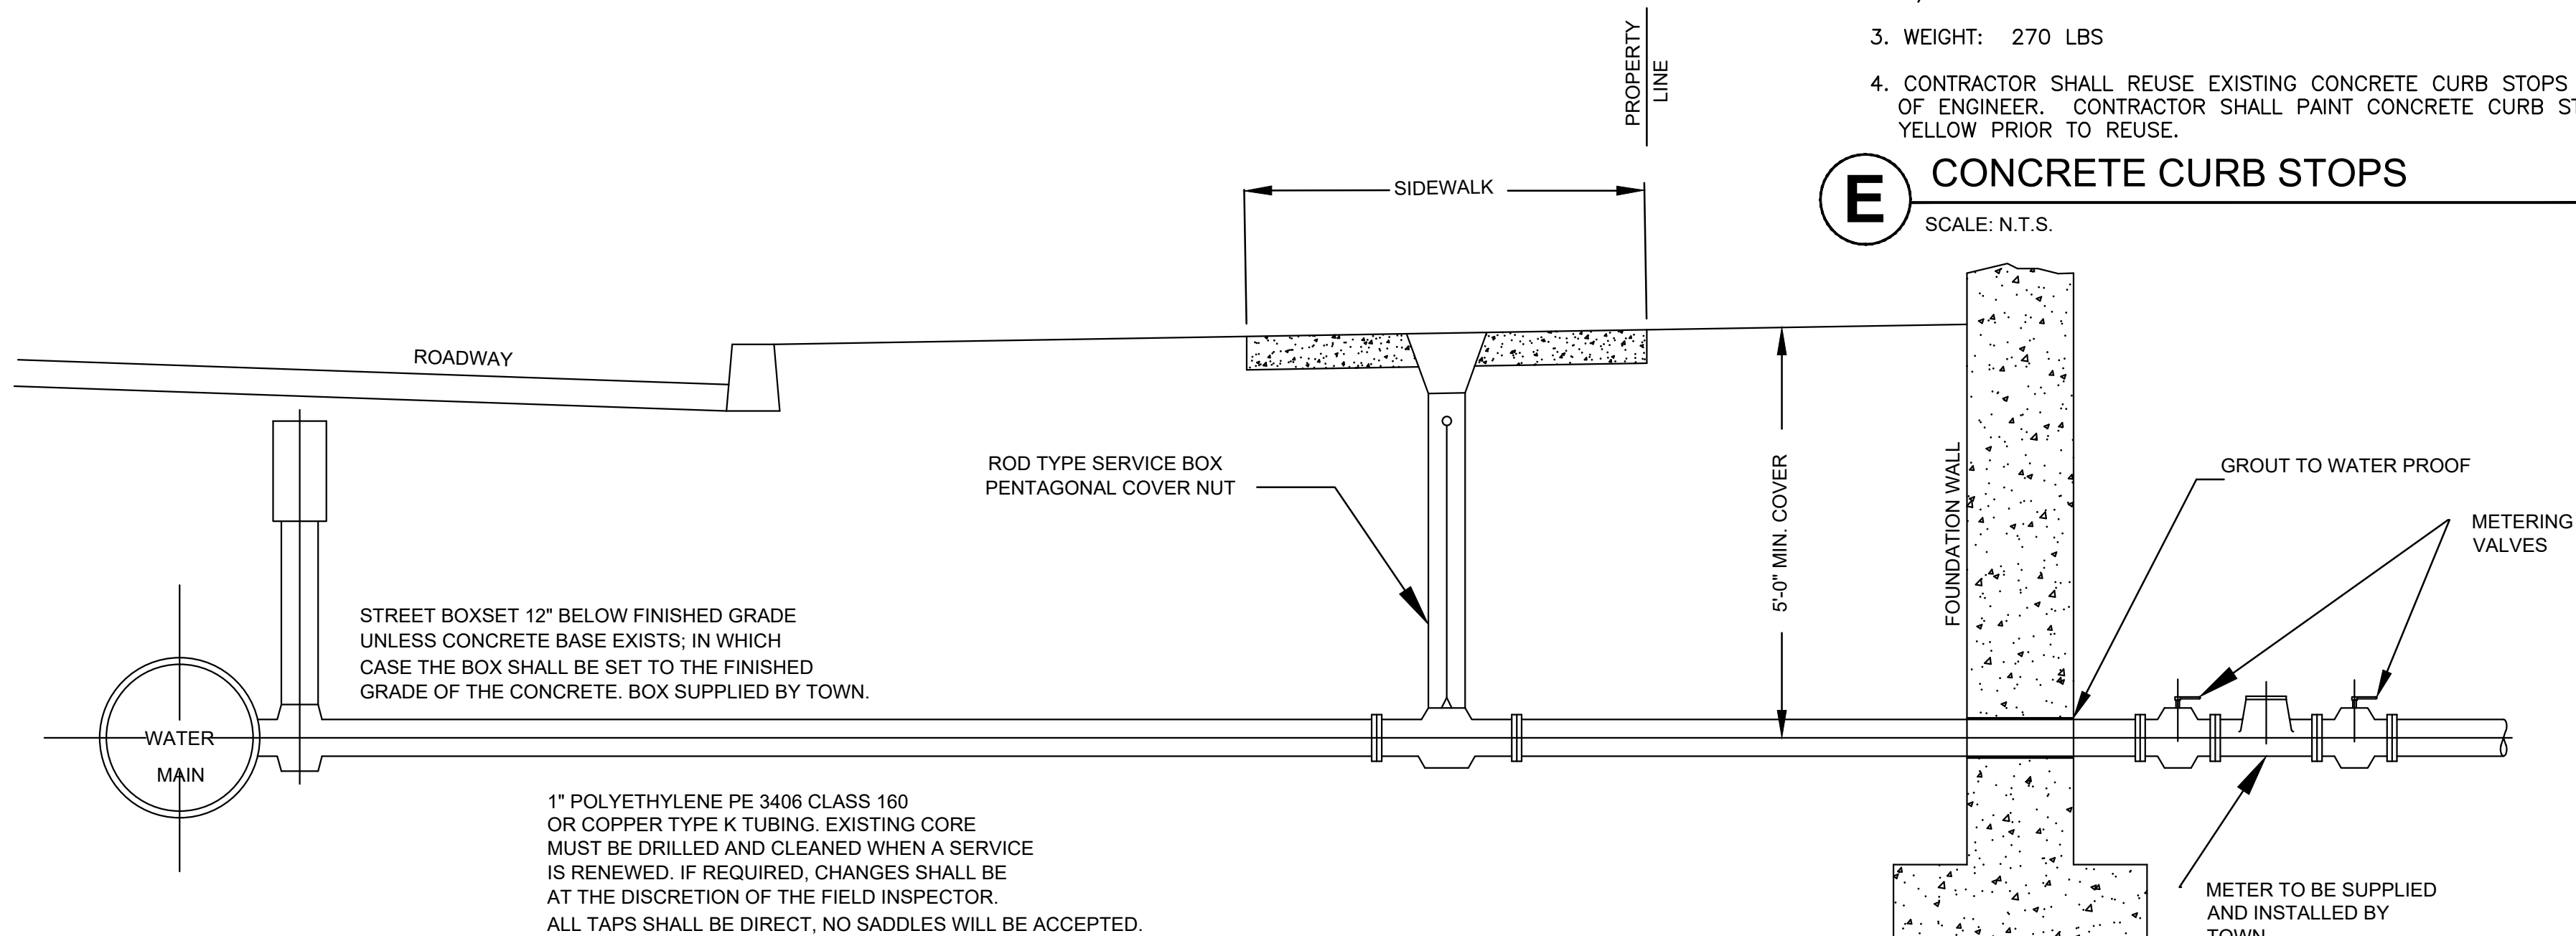 PROPERTY
LINE
3. WEIGHT: 270 LBS
4. CONTRACTOR SHALL REUSE EXISTING CONCRETE CURB STOPS
OF ENGINEER. CONTRACTOR SHALL PAINT CONCRETE CURB
YELLOW PRIOR TO REUSE.
E
CONCRETE CURB STOPS
SCALE: N.T.S.
SIDEWALK
ROADWAY
ROD TYPE SERVICE BOX
PENTAGONAL COVER NUT
5'-0" MIN. COVER
FOUNDATION WALL
GROUT TO WATER PROOF
METERING
VALVES
STREET BOXSET 12" BELOW FINISHED GRADE
UNLESS CONCRETE BASE EXISTS; IN WHICH
CASE THE BOX SHALL BE SET TO THE FINISHED
GRADE OF THE CONCRETE. BOX SUPPLIED BY TOWN.
WATER
MAIN
1" POLYETHYLENE PE 3406 CLASS 160
OR COPPER TYPE K TUBING. EXISTING CORE
MUST BE DRILLED AND CLEANED WHEN A SERVICE
IS RENEWED. IF REQUIRED, CHANGES SHALL BE
AT THE DISCRETION OF THE FIELD INSPECTOR.
ALL TAPS SHALL BE DIRECT, NO SADDLES WILL BE ACCEPTED.
METER TO BE SUPPLIED
AND INSTALLED BY
TOWN